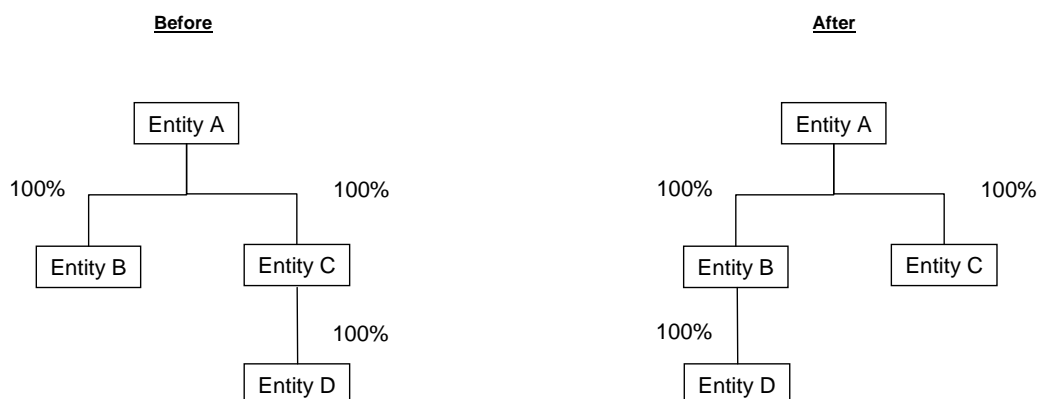 Before After
Entity A Entity A
100% 100% 100% 100%
Entity B Entity C Entity B Entity C
100% 100%
Entity D Entity D